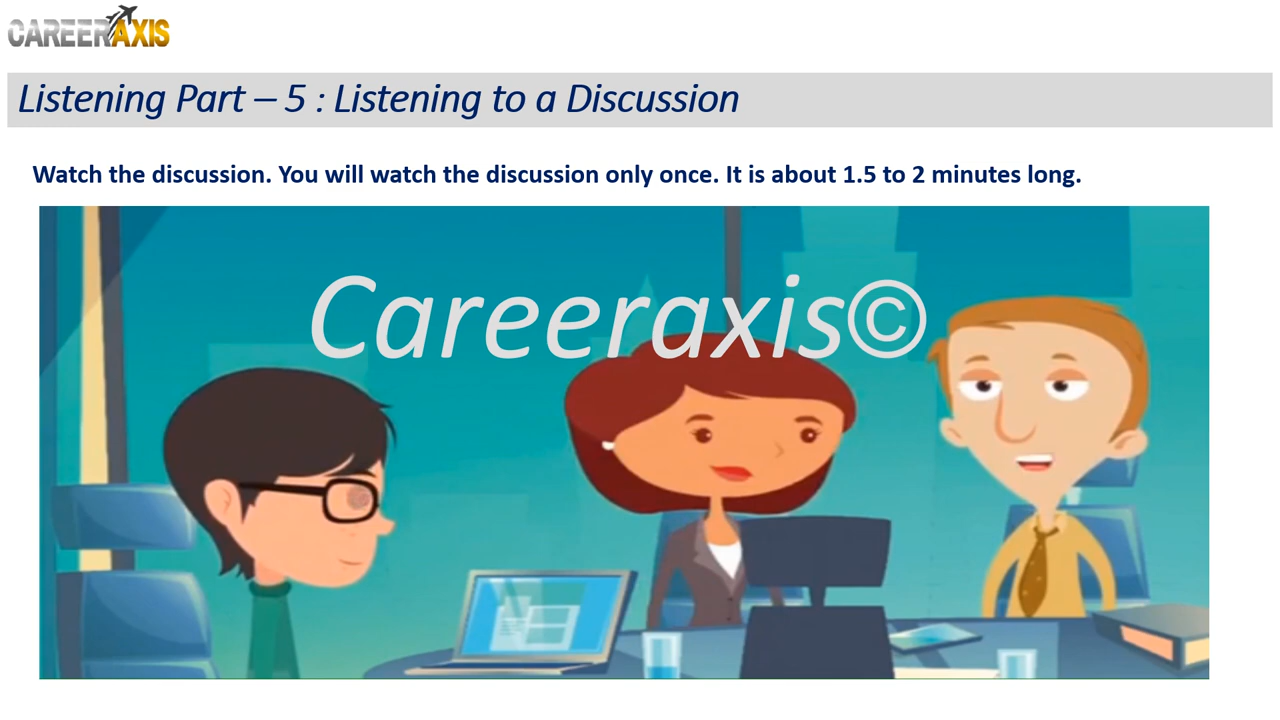 CAREERAXIS
Listening Part – 5 : Listening to a Discussion
Watch the discussion. You will watch the discussion only once. It is about 1.5 to 2 minutes long.
Careeraxis©